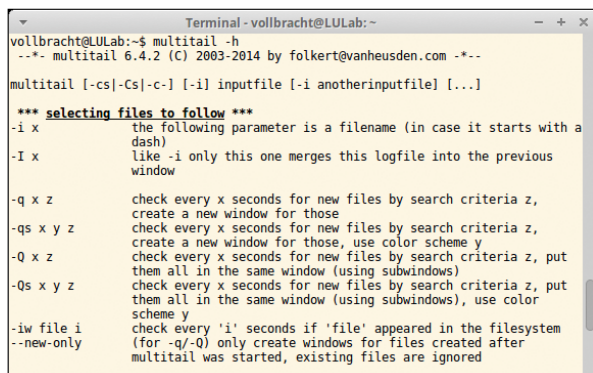 Terminal - vollbracht@LULab: ~
vollbracht@LULab:~$ multitail -h
--*- multitail 6.4.2 (C) 2003-2014 by folkert@vanheusden.com -*--
multitail [-cs|-Cs|-c-] [-i] inputfile [-i anotherinputfile] [...]
*** selecting files to follow ***
-i x the following parameter is a filename (in case it starts with a
dash)
-I x like -i only this one merges this logfile into the previous
window
-q x z check every x seconds for new files by search criteria z,
create a new window for those
-qs x y z check every x seconds for new files by search criteria z,
create a new window for those, use color scheme y
-Q x z check every x seconds for new files by search criteria z, put
them all in the same window (using subwindows)
-Qs x y z check every x seconds for new files by search criteria z, put
them all in the same window (using subwindows), use color
scheme y
-iw file i check every 'i' seconds if 'file' appeared in the filesystem
--new-only (for -q/-Q) only create windows for files created after
multitail was started, existing files are ignored